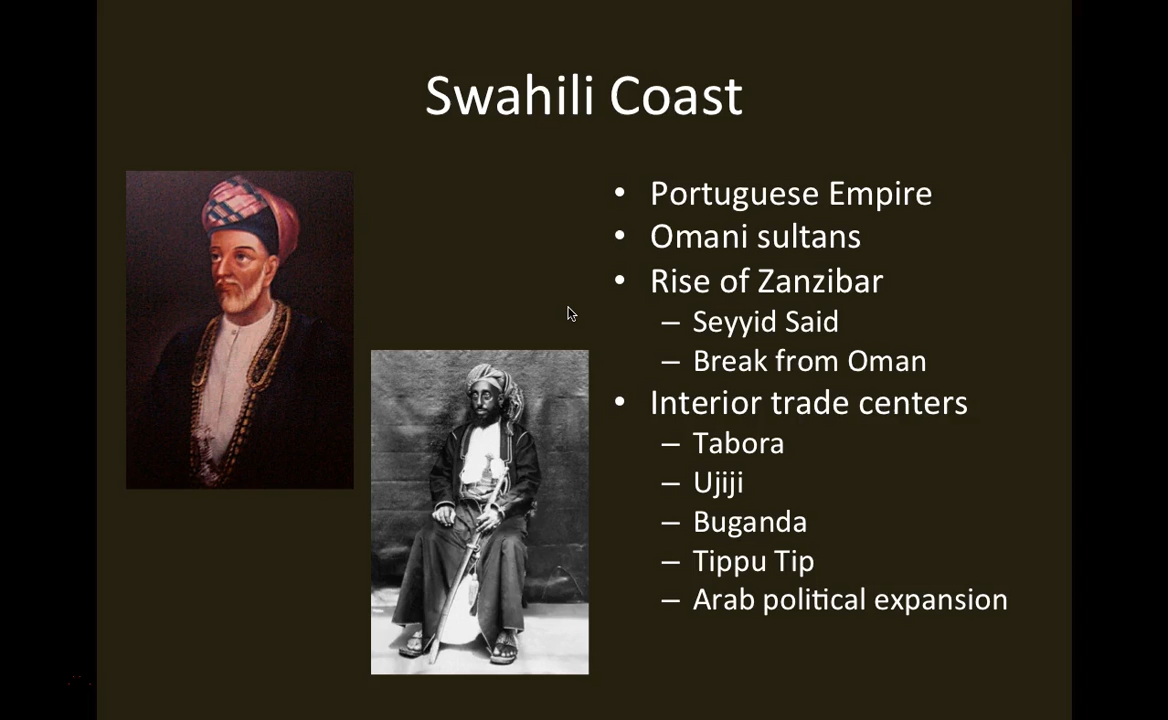 Swahili Coast
• Portuguese Empire
• Omani sultans
• Rise of Zanzibar
– Seyyid Said
– Break from Oman
• Interior trade centers
– Tabora
– Ujiji
– Buganda
– Tippu Tip
– Arab political expansion